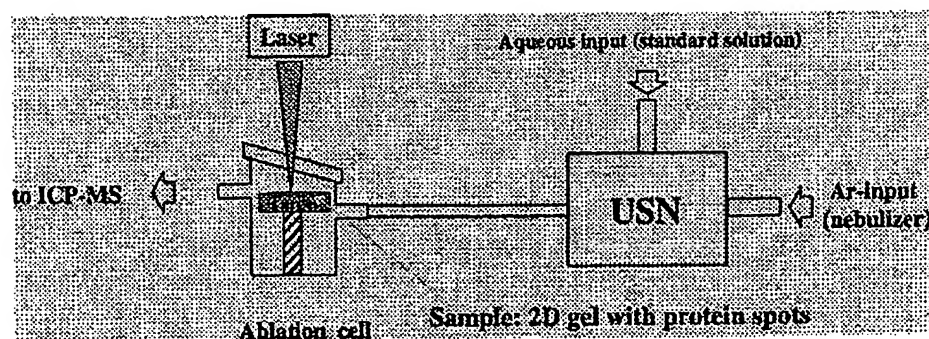 Laser
Aqueous input (standard solution)
to ICP-MS
USN
Ar-input
(nebulizer)
Ablation cell
Sample: 2D gel with protein spots